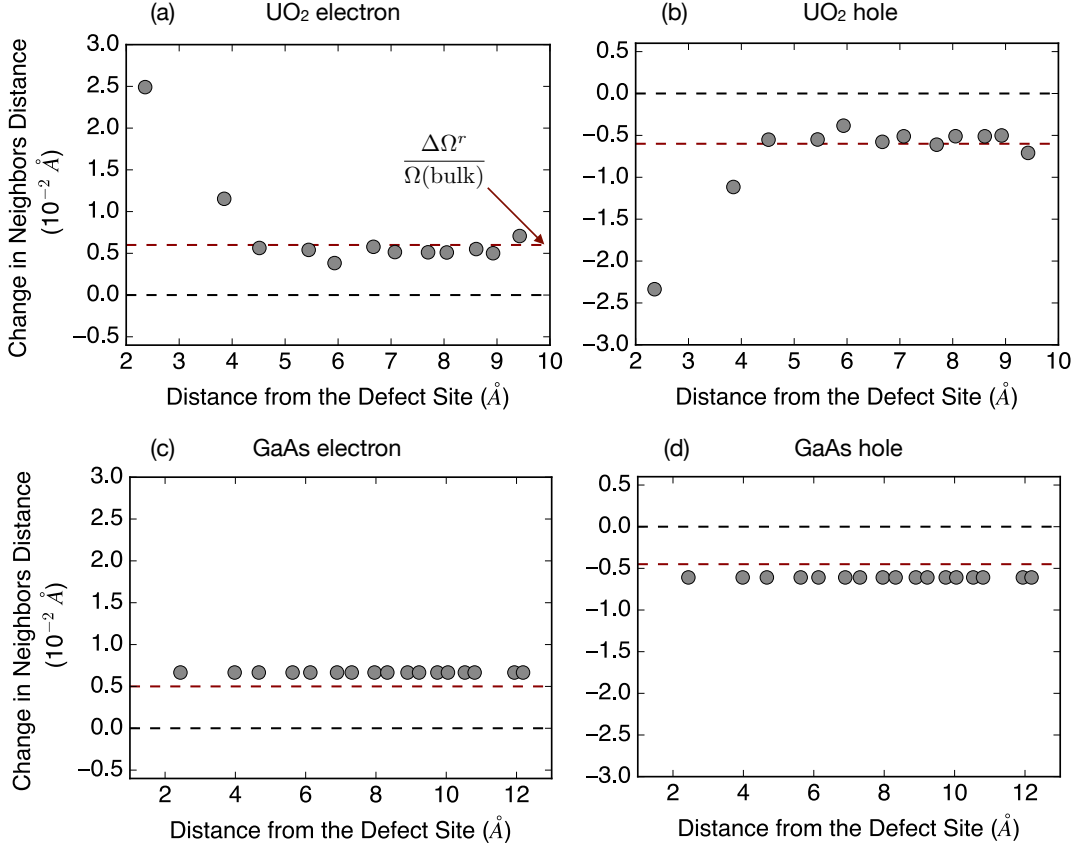 (a) UO₂ electron
3.0
2.5
2.0
1.5
1.0
0.5
0.0
−0.5
2 3 4 5 6 7 8 9 10
Change in Neighbors Distance
(10⁻² Å)
Distance from the Defect Site (Å)
ΔΩʳ
Ω(bulk)
(b) UO₂ hole
0.5
0.0
−0.5
−1.0
−1.5
−2.0
−2.5
−3.0
2 3 4 5 6 7 8 9 10
Distance from the Defect Site (Å)
(c) GaAs electron
3.0
2.5
2.0
1.5
1.0
0.5
0.0
−0.5
2 4 6 8 10 12
Change in Neighbors Distance
(10⁻² Å)
Distance from the Defect Site (Å)
(d) GaAs hole
0.5
0.0
−0.5
−1.0
−1.5
−2.0
−2.5
−3.0
2 4 6 8 10 12
Distance from the Defect Site (Å)